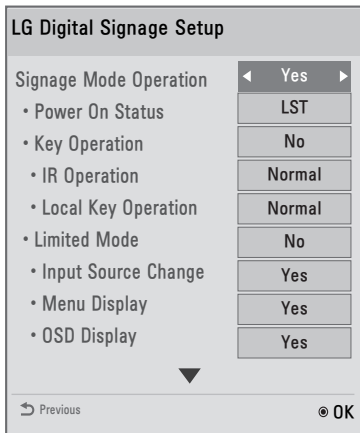 LG Digital Signage Setup
Signage Mode Operation ◀ Yes ▶
• Power On Status LST
• Key Operation No
• IR Operation Normal
• Local Key Operation Normal
• Limited Mode No
• Input Source Change Yes
• Menu Display Yes
• OSD Display Yes
▼
Previous ◉ OK